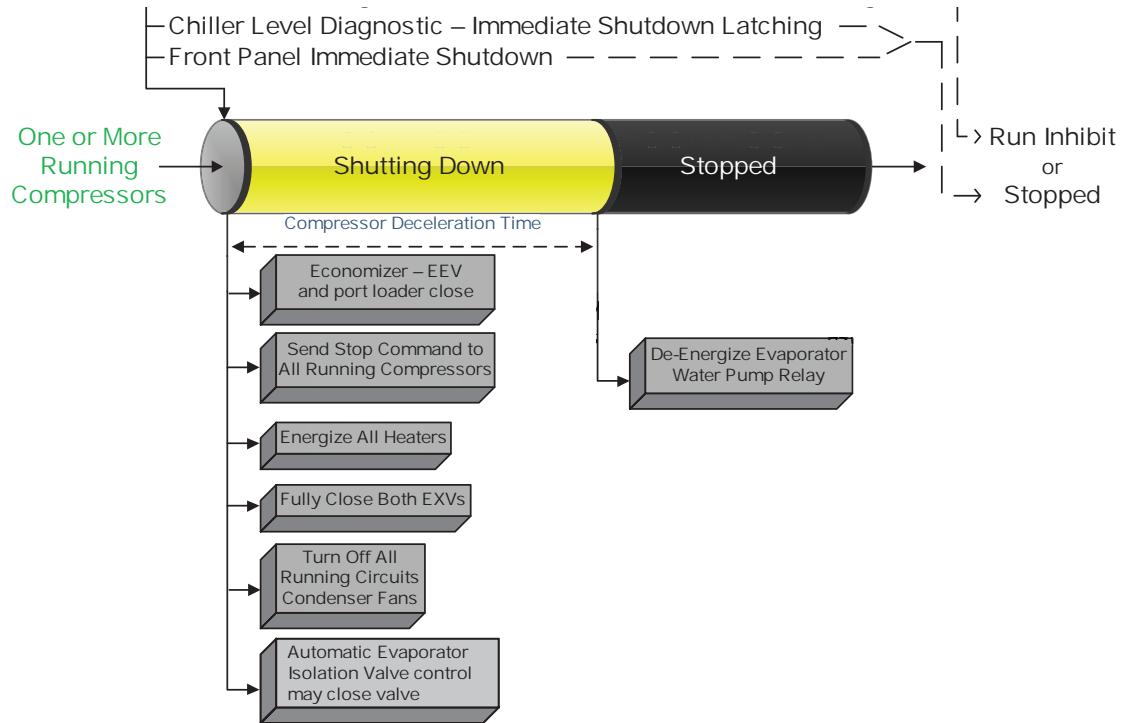 Chiller Level Diagnostic – Immediate Shutdown Latching
Front Panel Immediate Shutdown
One or More
Running
Compressors
Shutting Down
Stopped
Run Inhibit
or
Stopped
Compressor Deceleration Time
Economizer – EEV
and port loader close
Send Stop Command to
All Running Compressors
De-Energize Evaporator
Water Pump Relay
Energize All Heaters
Fully Close Both EXVs
Turn Off All
Running Circuits
Condenser Fans
Automatic Evaporator
Isolation Valve control
may close valve